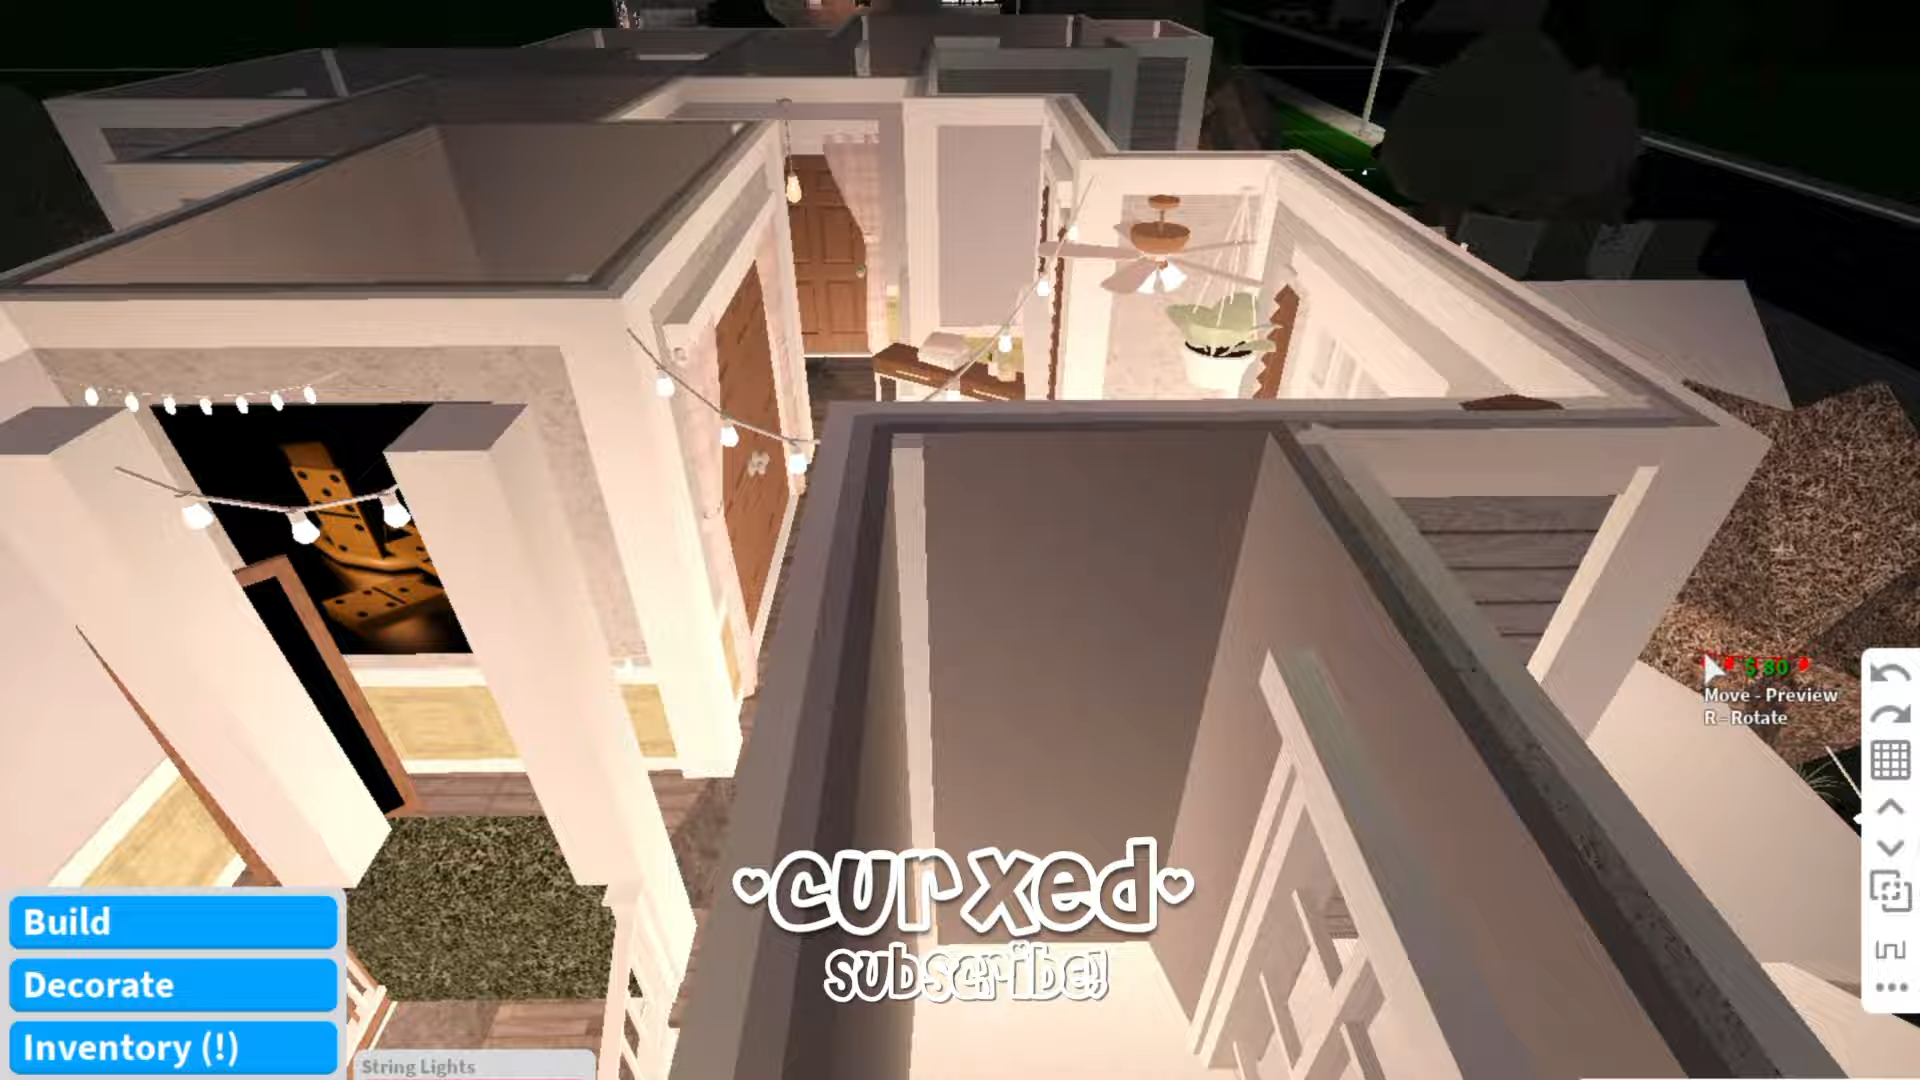 $80
Move - Preview
R - Rotate
•curxed•
subscribe!
Build
Decorate
Inventory (!)
String Lights